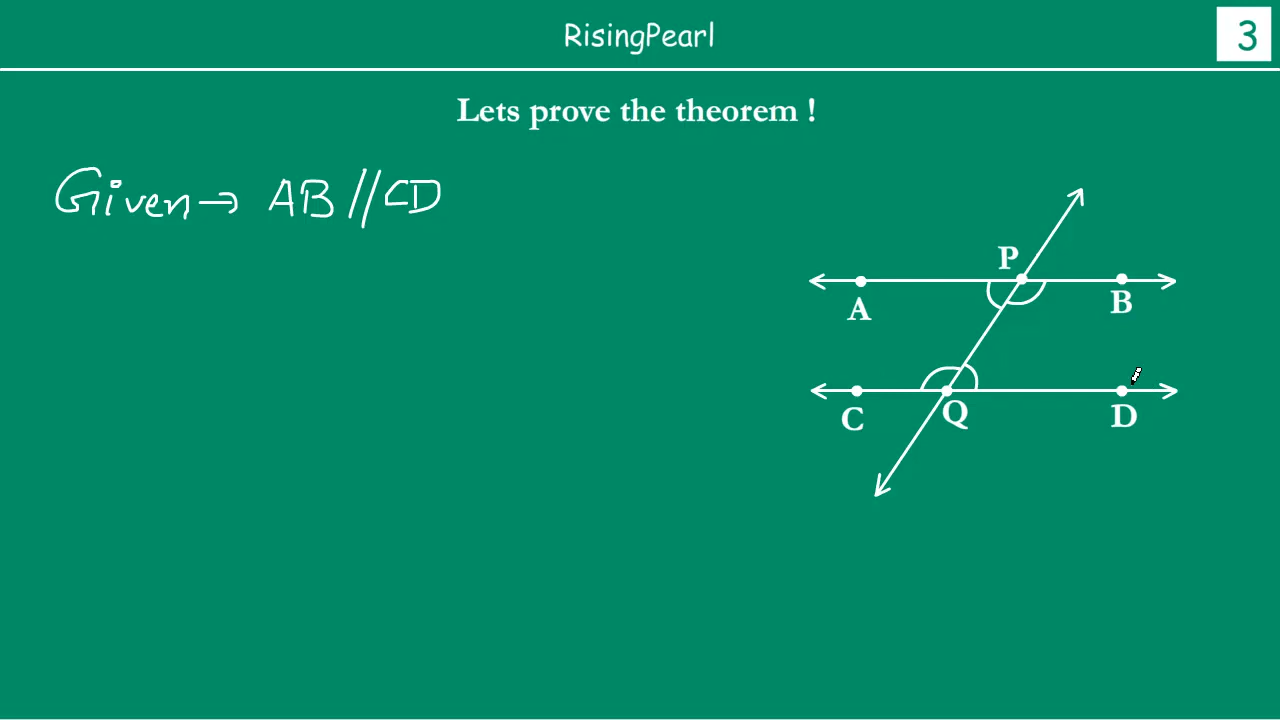 RisingPearl
3
Lets prove the theorem !
Given → AB // CD
P
A
B
C
Q
D